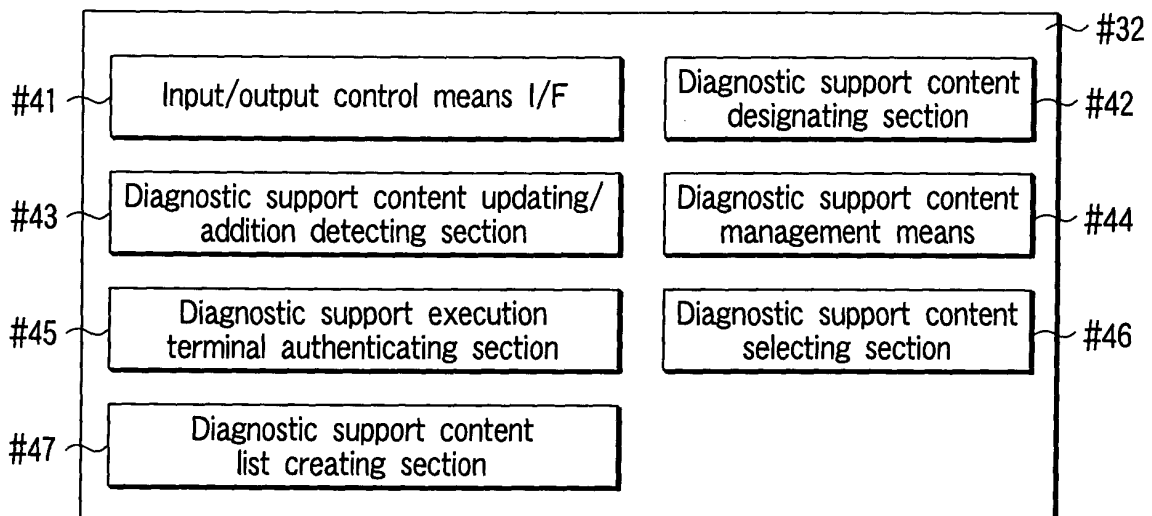 #32
#41
Input/output control means I/F
Diagnostic support content
designating section
#42
#43
Diagnostic support content updating/
addition detecting section
Diagnostic support content
management means
#44
#45
Diagnostic support execution
terminal authenticating section
Diagnostic support content
selecting section
#46
#47
Diagnostic support content
list creating section